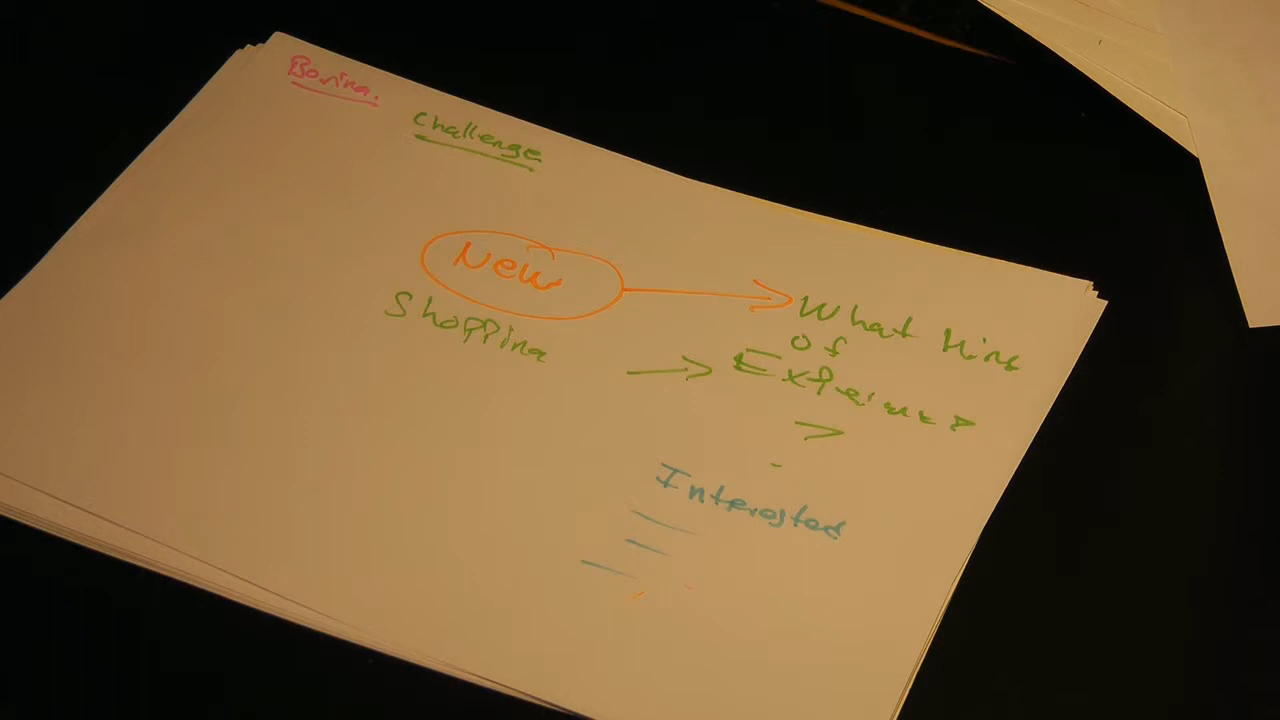 Boring.
Challenge
New
Shopping
What kind
of
Experience
Interested